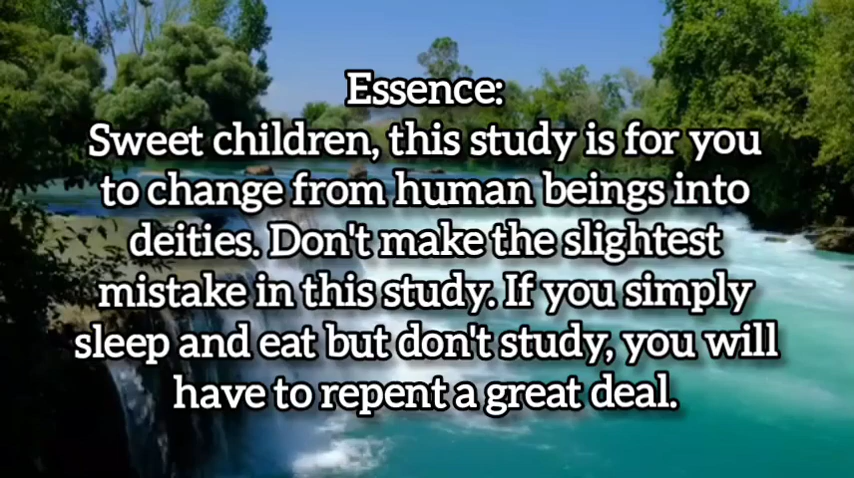 Essence:
Sweet children, this study is for you
to change from human beings into
deities. Don't make the slightest
mistake in this study. If you simply
sleep and eat but don't study, you will
have to repent a great deal.